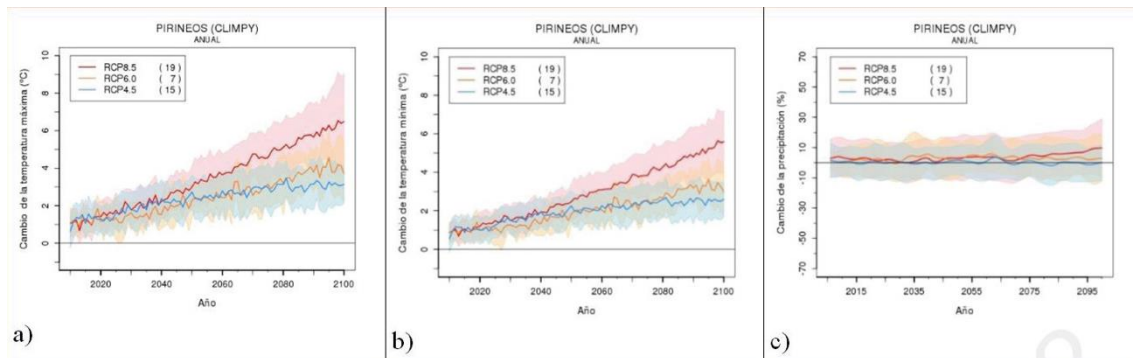 PIRINEOS (CLIMPY)
ANUAL
Cambio de la temperatura máxima (ºC)
10
8
6
4
2
0
RCP8.5 (19)
RCP6.0 (7)
RCP4.5 (15)
2020 2040 2060 2080 2100
Año
a)
PIRINEOS (CLIMPY)
ANUAL
Cambio de la temperatura mínima (ºC)
10
8
6
4
2
0
RCP8.5 (19)
RCP6.0 (7)
RCP4.5 (15)
2020 2040 2060 2080 2100
Año
b)
PIRINEOS (CLIMPY)
ANUAL
Cambio de la precipitación (%)
70
50
30
10
-10
-30
-50
-70
RCP8.5 (19)
RCP6.0 (7)
RCP4.5 (15)
2015 2035 2055 2075 2095
Año
c)